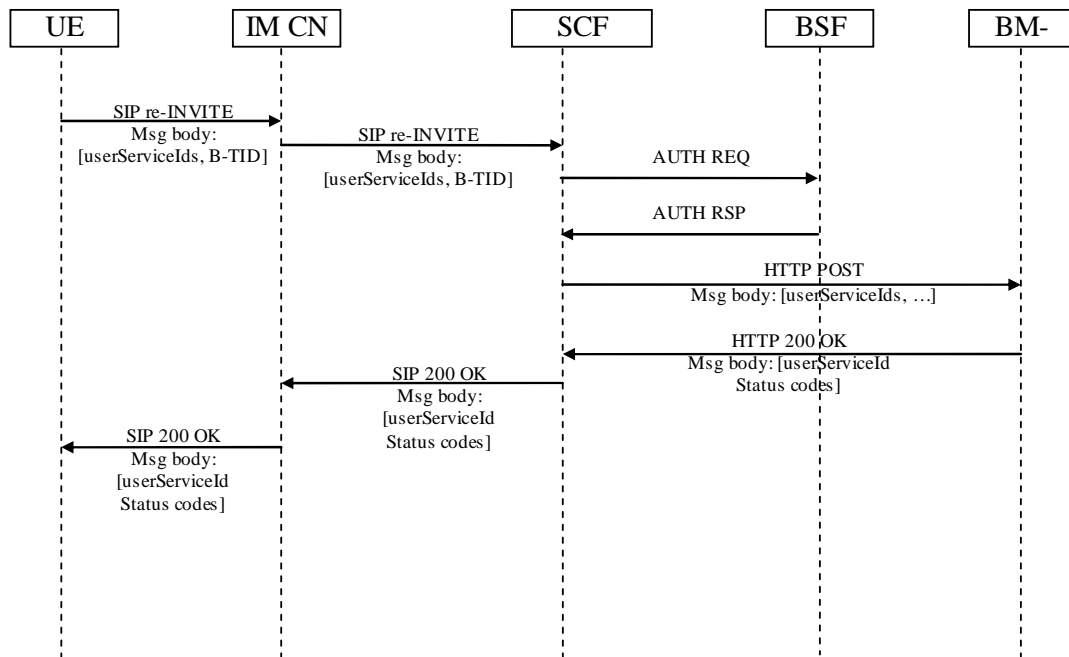 UE
IM CN
SCF
BSF
BM-
SIP re-INVITE
Msg body:
[userServiceIds, B-TID]
SIP re-INVITE
Msg body:
[userServiceIds, B-TID]
AUTH REQ
AUTH RSP
HTTP POST
Msg body: [userServiceIds, …]
HTTP 200 OK
Msg body: [userServiceId
Status codes]
SIP 200 OK
Msg body:
[userServiceId
Status codes]
SIP 200 OK
Msg body:
[userServiceId
Status codes]